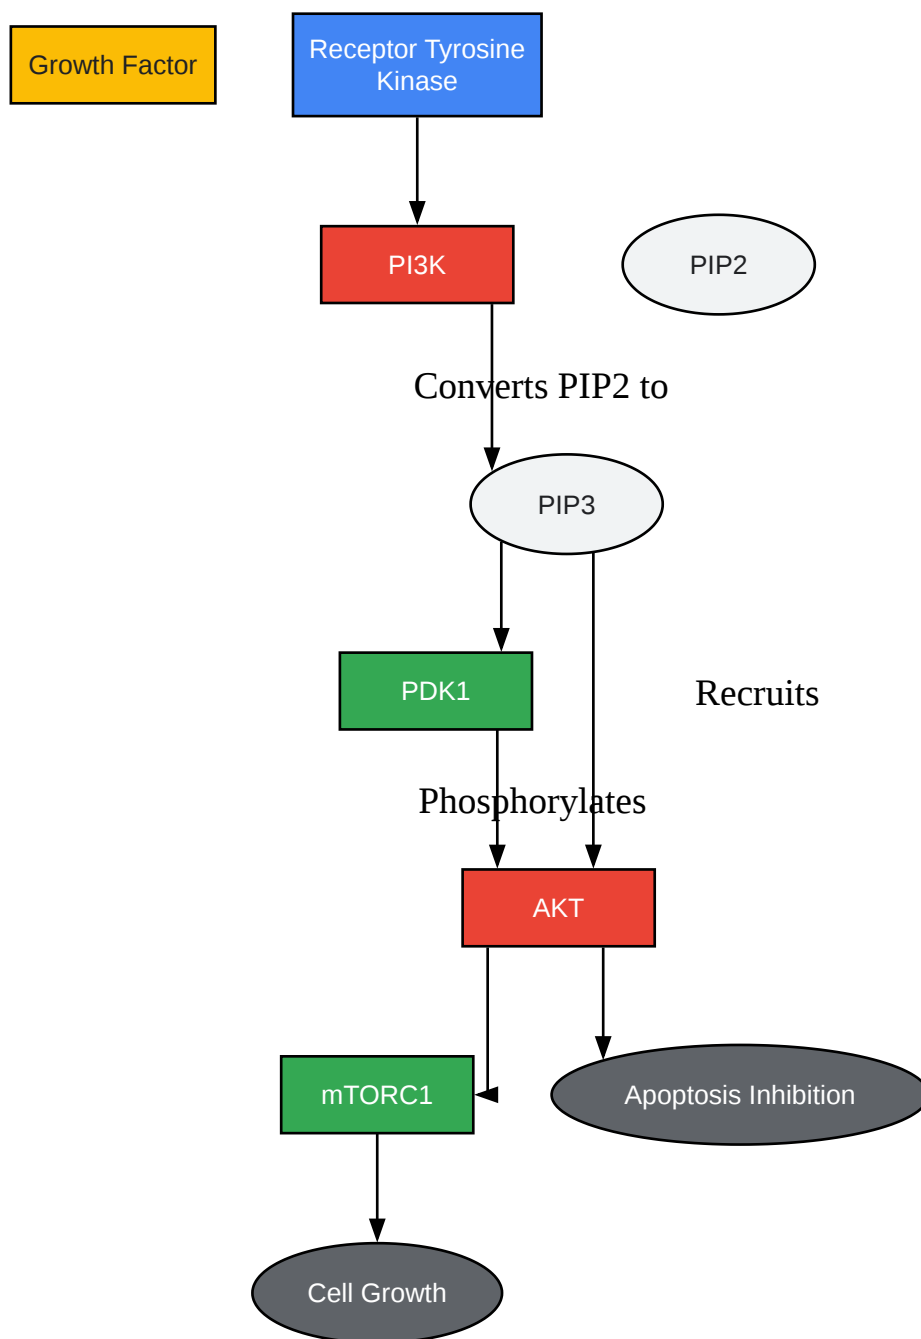 Growth Factor
Receptor Tyrosine
Kinase
PI3K
PIP2
Converts PIP2 to
PIP3
PDK1
Recruits
Phosphorylates
AKT
mTORC1
Apoptosis Inhibition
Cell Growth